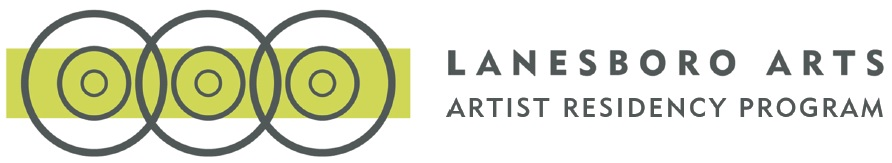 LANESBORO ARTS
ARTIST RESIDENCY PROGRAM